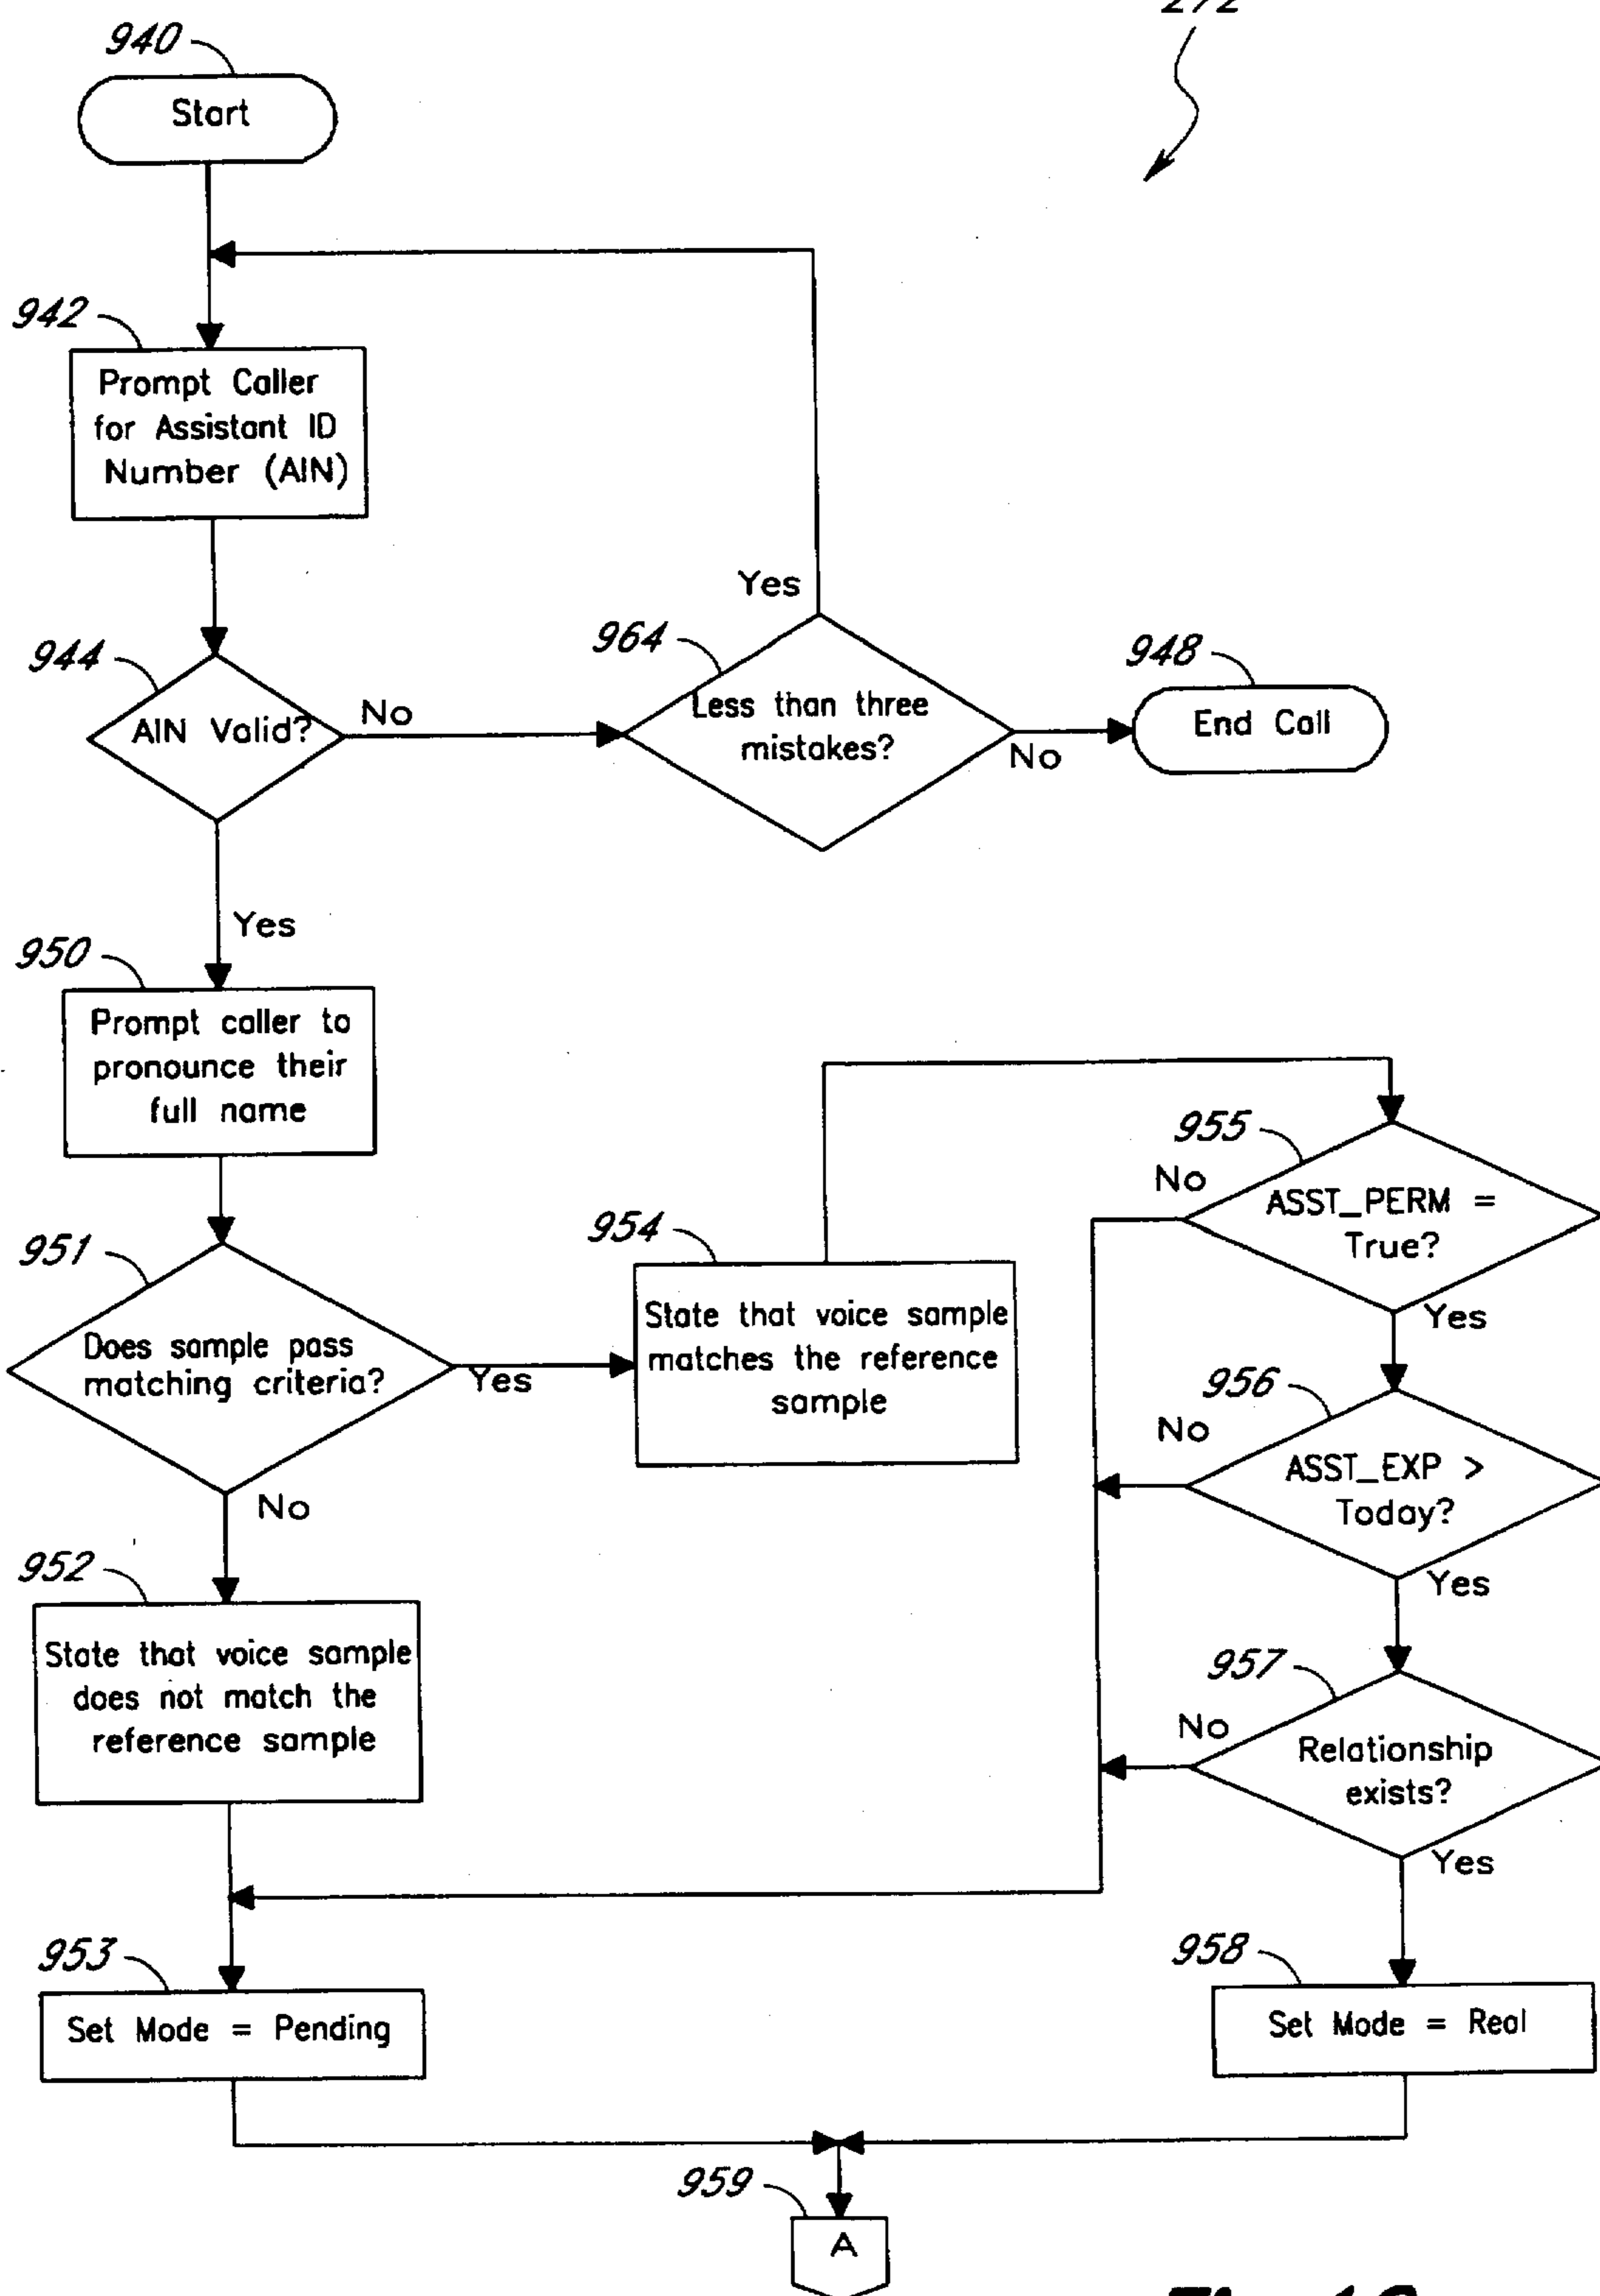 940
Start
942
Prompt Caller
for Assistant ID
Number (AIN)
944
AIN Valid?
No
964
Yes
Less than three
mistakes?
No
948
End Call
Yes
950
Prompt caller to
pronounce their
full name
951
Does sample pass
matching criteria?
Yes
954
State that voice sample
matches the reference
sample
955
No
ASST_PERM =
True?
Yes
956
No
ASST_EXP >
Today?
Yes
957
No
Relationship
exists?
Yes
No
952
State that voice sample
does not match the
reference sample
953
Set Mode = Pending
958
Set Mode = Real
959
A